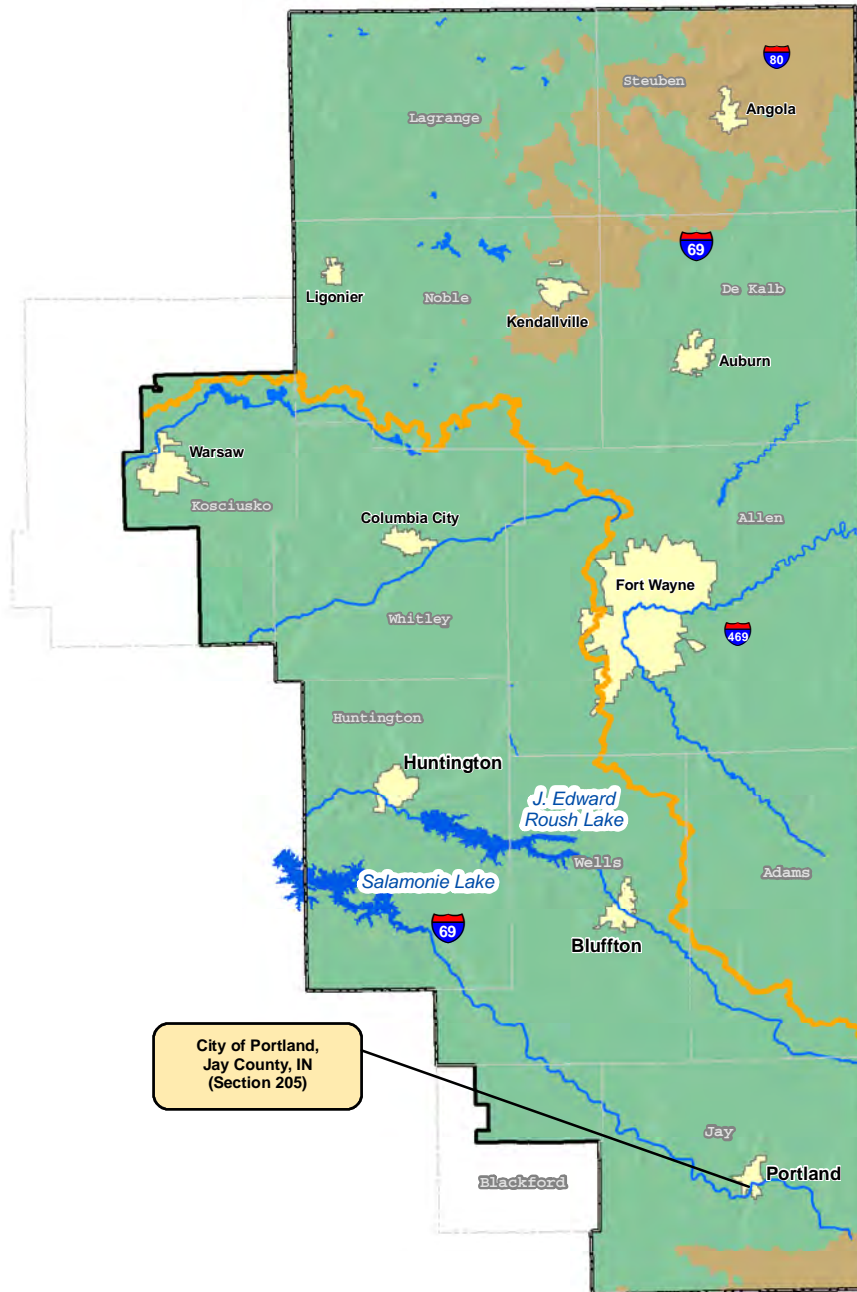 80
Steuben
Angola
Lagrange
69
Ligonier
Noble
De Kalb
Kendallville
Auburn
Warsaw
Kosciusko
Columbia City
Allen
Fort Wayne
Whitley
469
Huntington
Huntington
J. Edward
Roush Lake
Wells
Salamonie Lake
Adams
69
Bluffton
City of Portland,
Jay County, IN
(Section 205)
Jay
Portland
Blackford